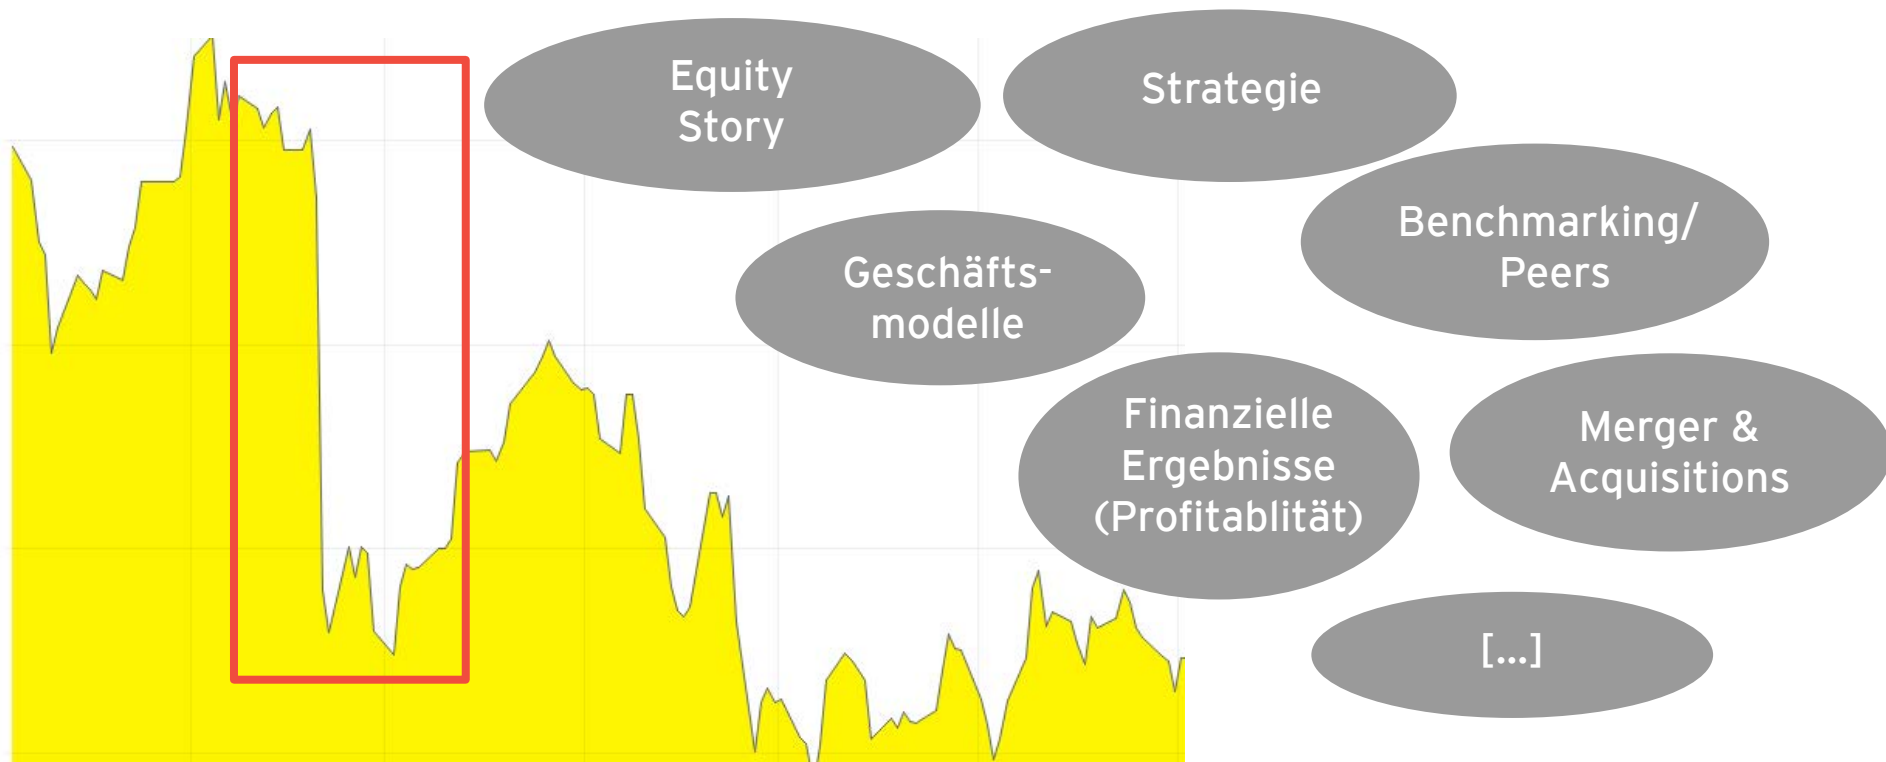 Equity
Story
Strategie
Benchmarking/
Peers
Geschäfts-
modelle
Finanzielle
Ergebnisse
(Profitablität)
Merger &
Acquisitions
[...]